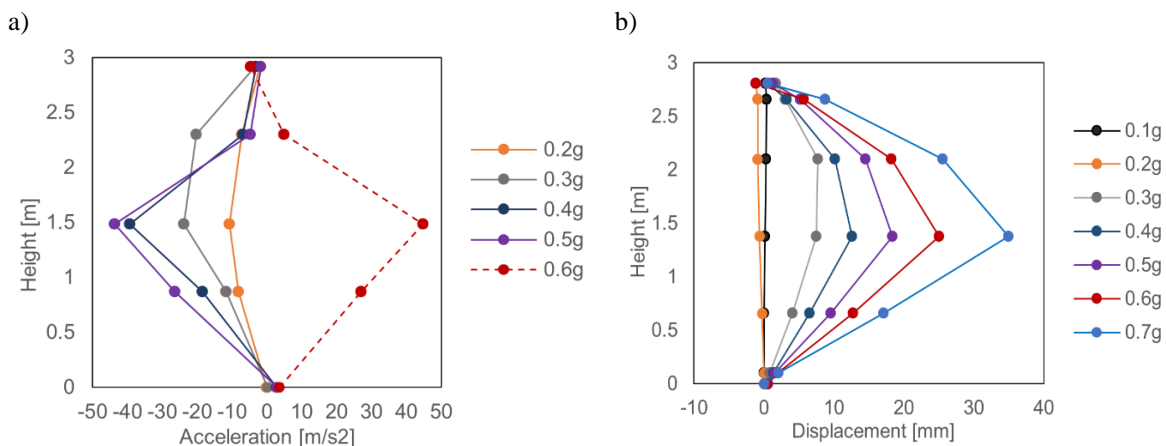 a)
3
2.5
2
1.5
1
0.5
0
Height [m]
-50 -40 -30 -20 -10 0 10 20 30 40 50
Acceleration [m/s2]
0.2g
0.3g
0.4g
0.5g
0.6g
b)
3
2.5
2
1.5
1
0.5
0
Height [m]
-10 0 10 20 30 40
Displacement [mm]
0.1g
0.2g
0.3g
0.4g
0.5g
0.6g
0.7g